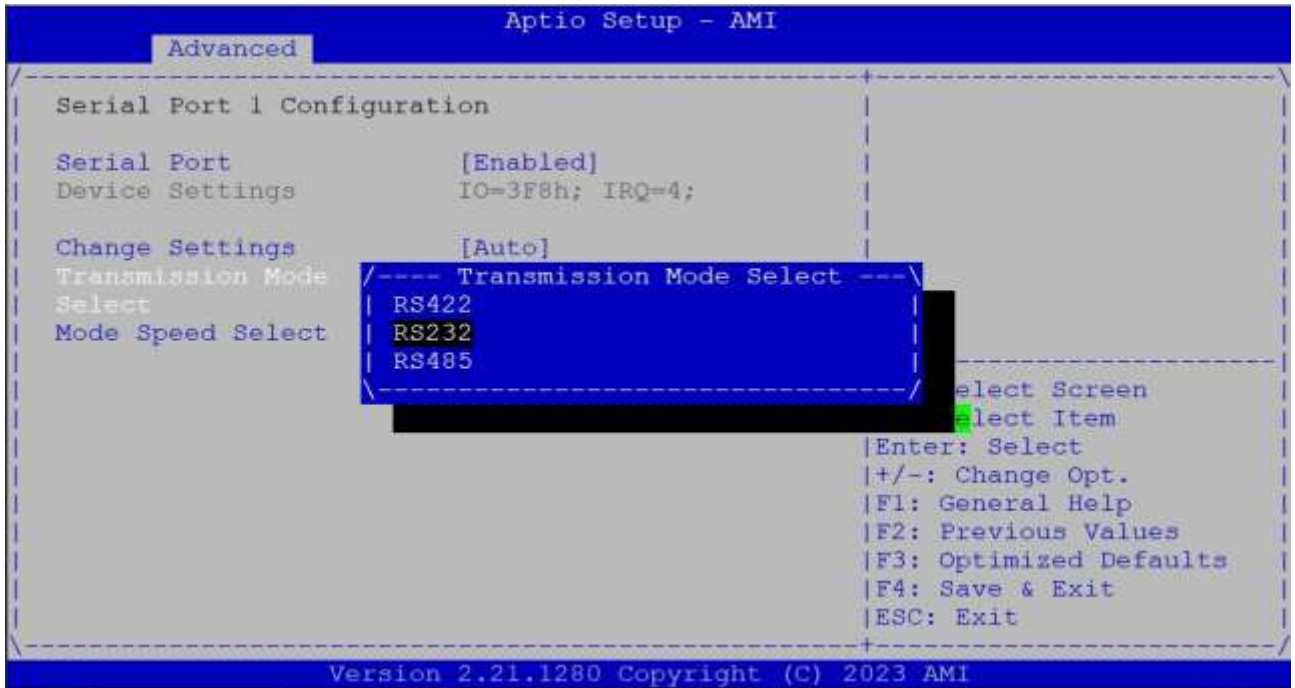 Aptio Setup - AMI
Advanced
Serial Port 1 Configuration
Serial Port [Enabled]
Device Settings IO=3F8h; IRQ=4;
Change Settings [Auto]
Transmission Mode
Select
Mode Speed Select
/---- Transmission Mode Select ---\
RS422
RS232
RS485
elect Screen
elect Item
Enter: Select
+/-: Change Opt.
F1: General Help
F2: Previous Values
F3: Optimized Defaults
F4: Save & Exit
ESC: Exit
Version 2.21.1280 Copyright (C) 2023 AMI